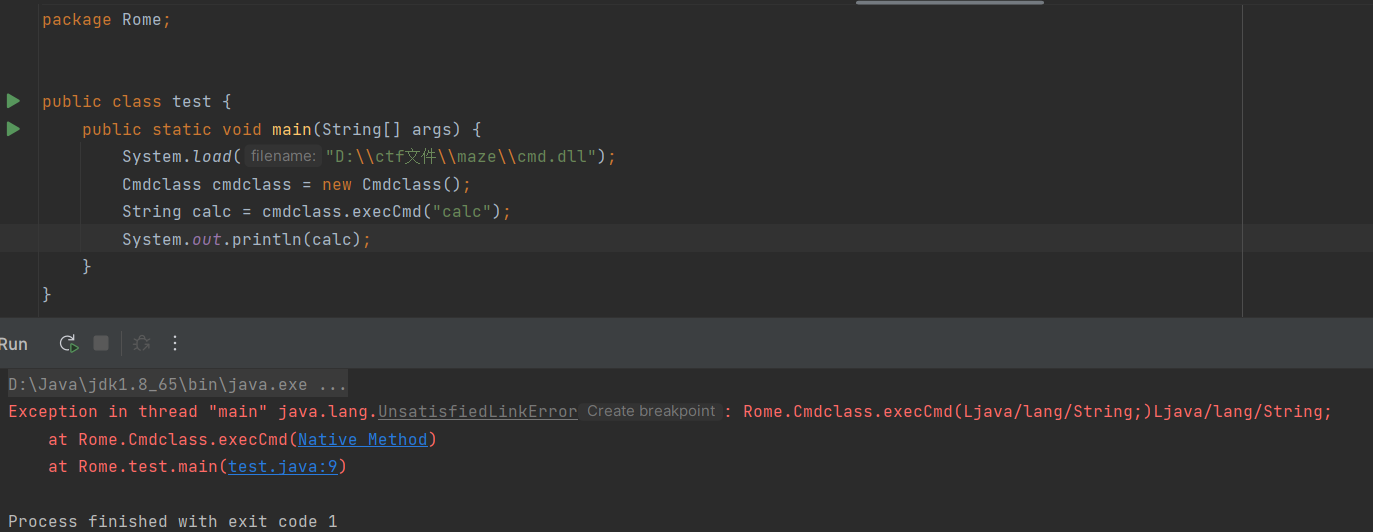 package Rome;
public class test {
public static void main(String[] args) {
System.load( filename: "D:\\ctf文件\\maze\\cmd.dll");
Cmdclass cmdclass = new Cmdclass();
String calc = cmdclass.execCmd("calc");
System.out.println(calc);
}
}
Run
D:\Java\jdk1.8_65\bin\java.exe ...
Exception in thread "main" java.lang.UnsatisfiedLinkError Create breakpoint : Rome.Cmdclass.execCmd(Ljava/lang/String;)Ljava/lang/String;
at Rome.Cmdclass.execCmd(Native Method)
at Rome.test.main(test.java:9)
Process finished with exit code 1